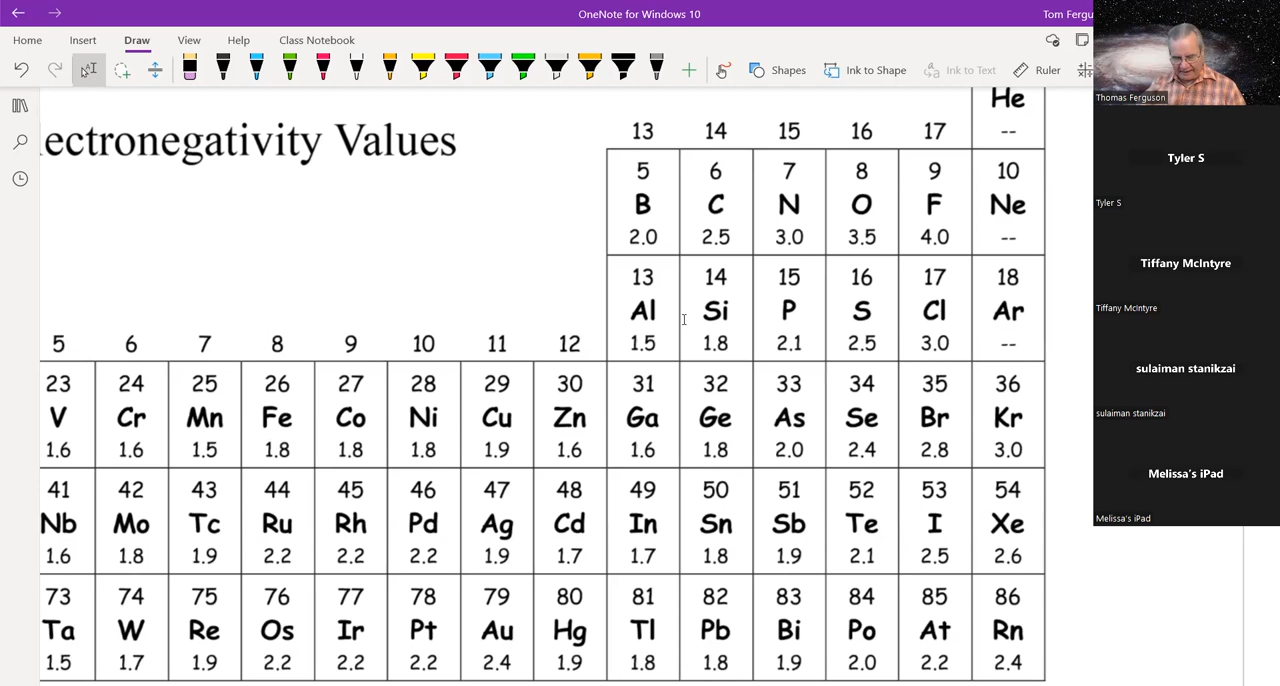 OneNote for Windows 10
Tom Fergu
Home Insert Draw View Help Class Notebook
Shapes Ink to Shape Ink to Text Ruler
lectronegativity Values
He
13 14 15 16 17 --
5 6 7 8 9 10
B C N O F Ne
2.0 2.5 3.0 3.5 4.0 --
13 14 15 16 17 18
Al Si P S Cl Ar
1.5 1.8 2.1 2.5 3.0 --
5 6 7 8 9 10 11 12
23 24 25 26 27 28 29 30 31 32 33 34 35 36
V Cr Mn Fe Co Ni Cu Zn Ga Ge As Se Br Kr
1.6 1.6 1.5 1.8 1.8 1.8 1.9 1.6 1.6 1.8 2.0 2.4 2.8 3.0
41 42 43 44 45 46 47 48 49 50 51 52 53 54
Nb Mo Tc Ru Rh Pd Ag Cd In Sn Sb Te I Xe
1.6 1.8 1.9 2.2 2.2 2.2 1.9 1.7 1.7 1.8 1.9 2.1 2.5 2.6
73 74 75 76 77 78 79 80 81 82 83 84 85 86
Ta W Re Os Ir Pt Au Hg Tl Pb Bi Po At Rn
1.5 1.7 1.9 2.2 2.2 2.2 2.4 1.9 1.8 1.8 1.9 2.0 2.2 2.4
Thomas Ferguson
Tyler S
Tyler S
Tiffany McIntyre
Tiffany McIntyre
sulaiman stanikzai
sulaiman stanikzai
Melissa's iPad
Melissa's iPad